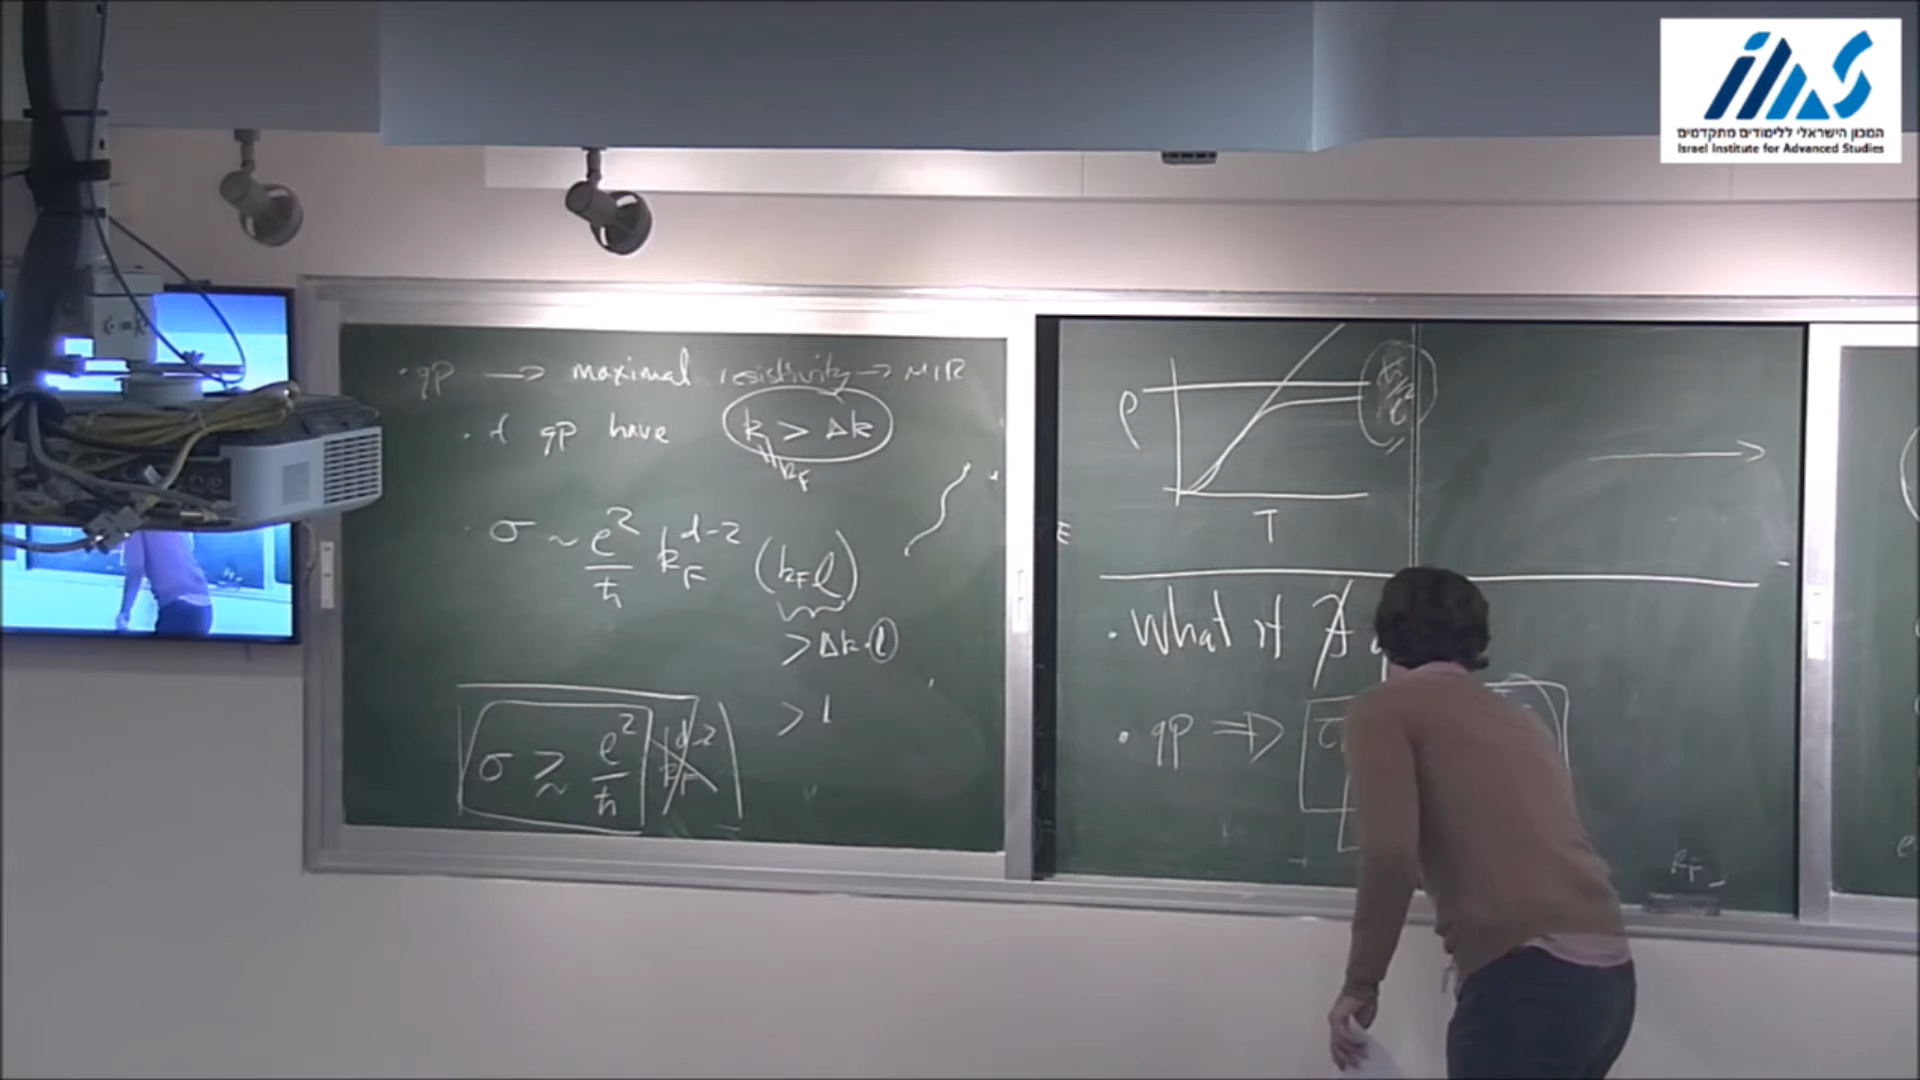 המכון הישראלי ללימודים מתקדמים
Israel Institute for Advanced Studies
· qp → maximal resistivity → MIR
· if qp have k > Δk
k_F
σ ~ e²/ħ k_F^{d-2} (k_F l)
> Δk·l
> 1
σ ≳ e²/ħ k_F^{d-2}
ρ
ħ/e²
T
· What if ∄
· qp ⇒
k_F